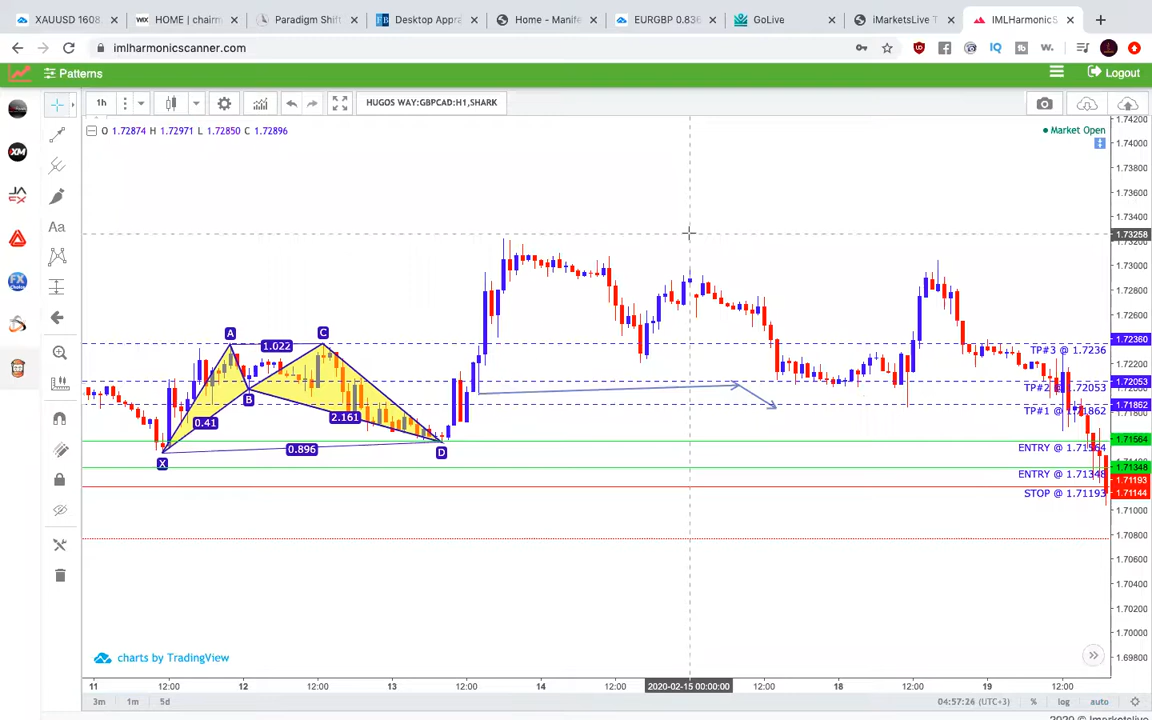 XAUUSD 1608.
WIX
HOME | chairm
Paradigm Shift
Desktop Appra
Home - Manife
EURGBP 0.836
GoLive
iMarketsLive T
IMLHarmonicS
imlharmonicscanner.com
Patterns
Logout
1h
HUGOS WAY:GBPCAD:H1,SHARK
O 1.72874 H 1.72971 L 1.72850 C 1.72896
Market Open
1.74200
1.74000
1.73800
1.73600
1.73400
1.73258
1.73000
1.72800
1.72600
1.72360
TP#3 @ 1.7236
1.72200
1.72053
TP#2 @ 1.72053
1.71862
TP#1 @ 1.71862
1.71564
ENTRY @ 1.71564
1.71348
ENTRY @ 1.71348
1.71193
STOP @ 1.71193
1.71144
1.71000
1.70800
1.70600
1.70400
1.70200
1.70000
1.69800
A
1.022
C
B
0.41
2.161
0.896
X
D
Aa
XM
FX
Choice
charts by TradingView
11
12:00
12
12:00
13
12:00
14
12:00
2020-02-15 00:00:00
12:00
18
12:00
19
12:00
3m
1m
5d
04:57:26 (UTC+3)
%
log
auto